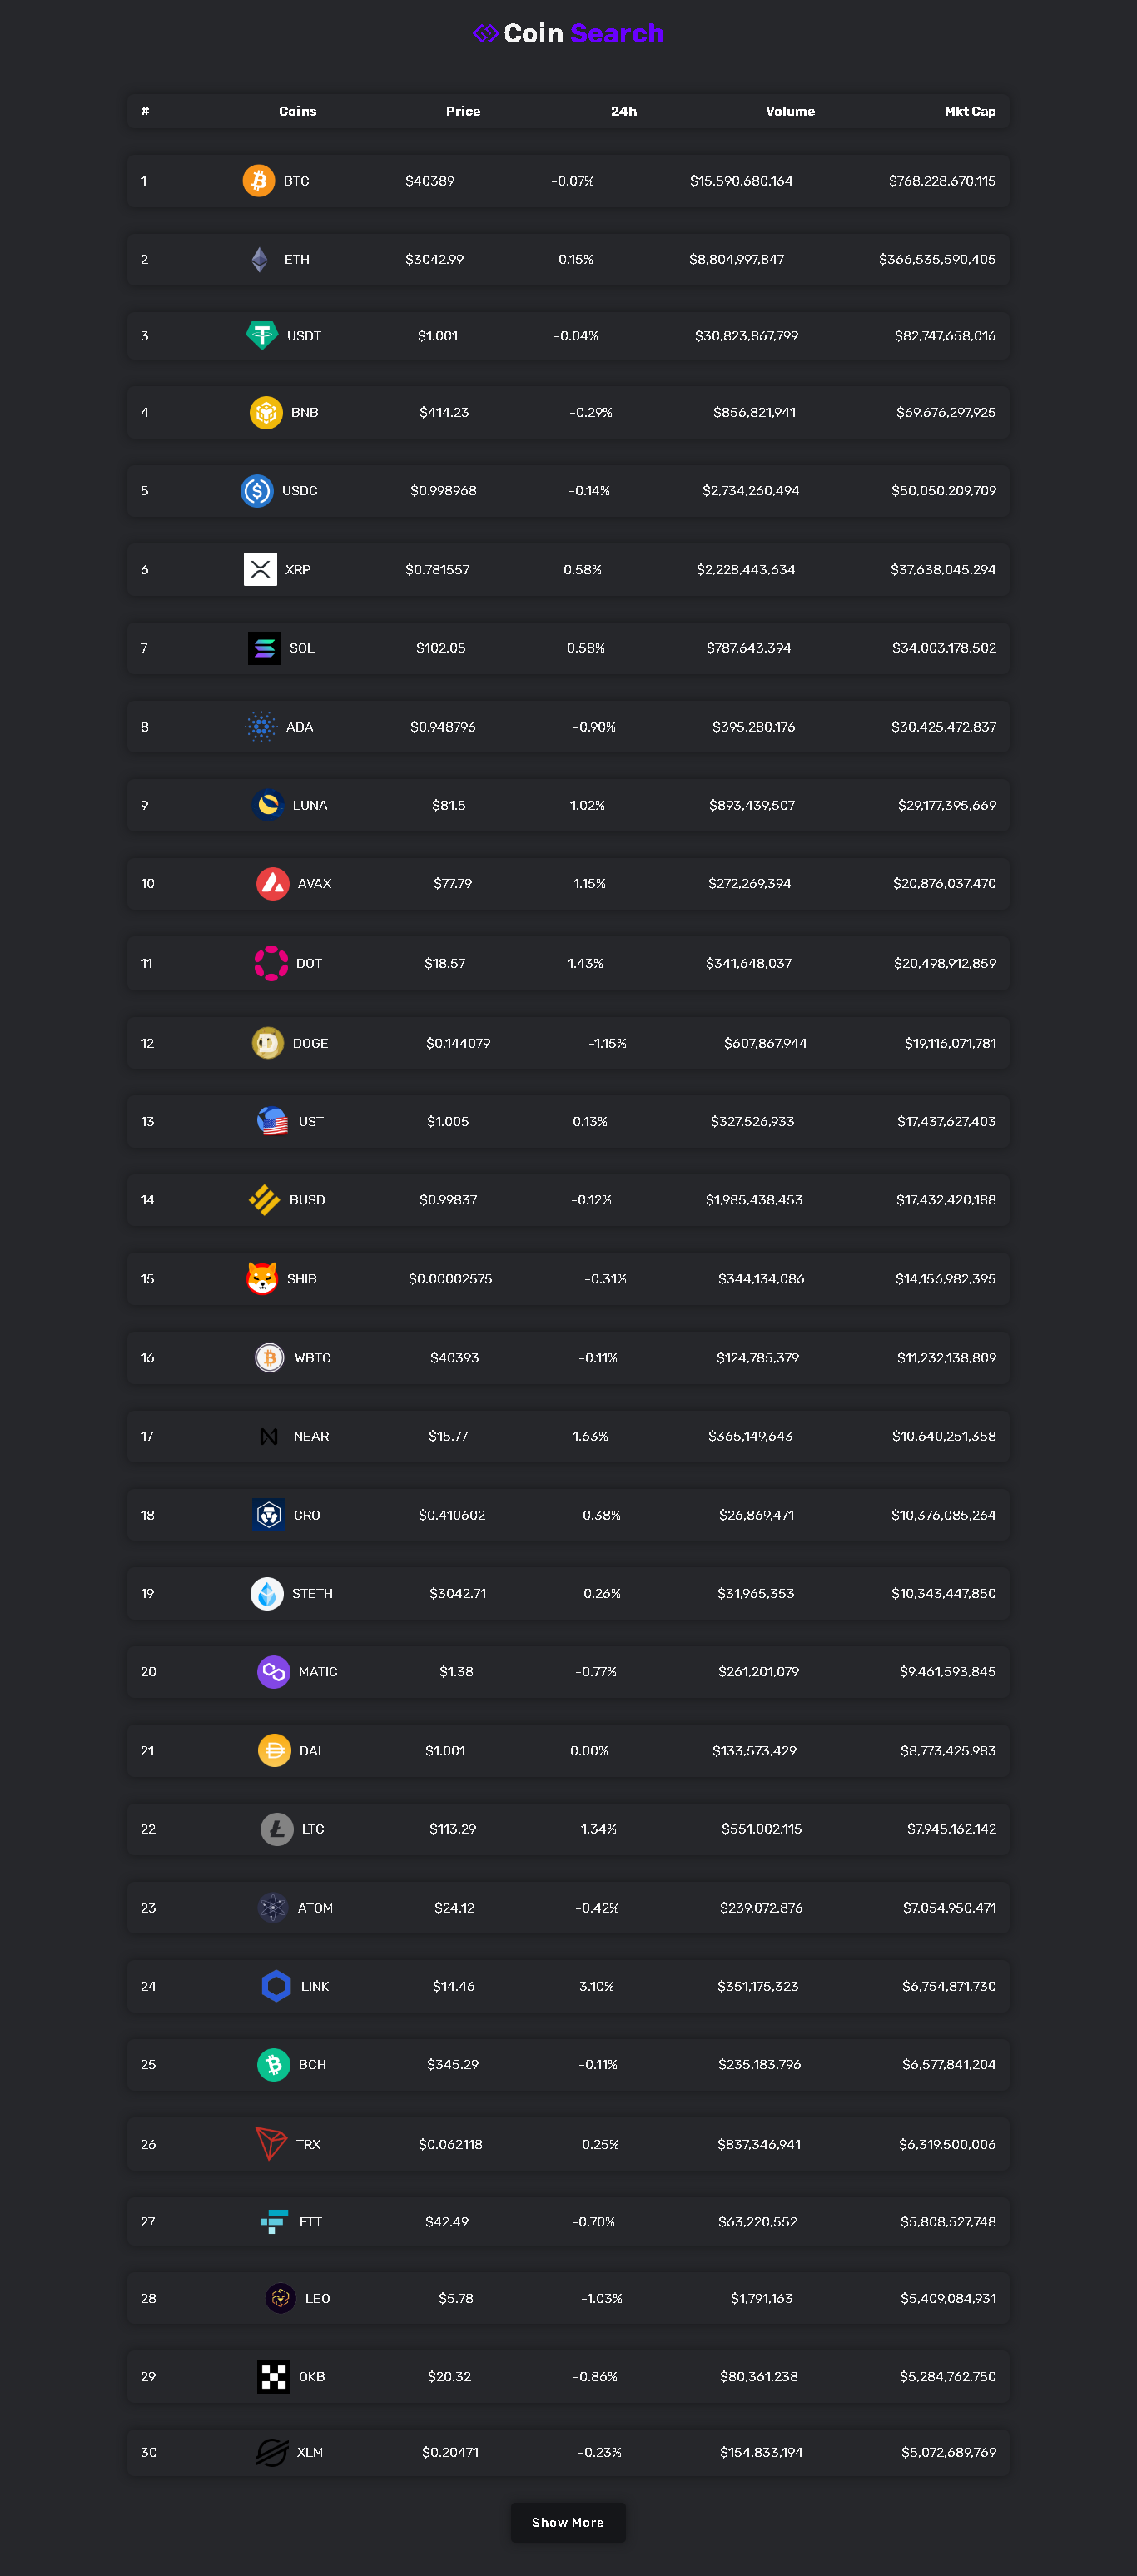 Coin Search
# Coins Price 24h Volume Mkt Cap
1 BTC $40389 -0.07% $15,590,680,164 $768,228,670,115
2 ETH $3042.99 0.15% $8,804,997,847 $366,535,590,405
3 USDT $1.001 -0.04% $30,823,867,799 $82,747,658,016
4 BNB $414.23 -0.29% $856,821,941 $69,676,297,925
5 USDC $0.998968 -0.14% $2,734,260,494 $50,050,209,709
6 XRP $0.781557 0.58% $2,228,443,634 $37,638,045,294
7 SOL $102.05 0.58% $787,643,394 $34,003,178,502
8 ADA $0.948796 -0.90% $395,280,176 $30,425,472,837
9 LUNA $81.5 1.02% $893,439,507 $29,177,395,669
10 AVAX $77.79 1.15% $272,269,394 $20,876,037,470
11 DOT $18.57 1.43% $341,648,037 $20,498,912,859
12 DOGE $0.144079 -1.15% $607,867,944 $19,116,071,781
13 UST $1.005 0.13% $327,526,933 $17,437,627,403
14 BUSD $0.99837 -0.12% $1,985,438,453 $17,432,420,188
15 SHIB $0.00002575 -0.31% $344,134,086 $14,156,982,395
16 WBTC $40393 -0.11% $124,785,379 $11,232,138,809
17 NEAR $15.77 -1.63% $365,149,643 $10,640,251,358
18 CRO $0.410602 0.38% $26,869,471 $10,376,085,264
19 STETH $3042.71 0.26% $31,965,353 $10,343,447,850
20 MATIC $1.38 -0.77% $261,201,079 $9,461,593,845
21 DAI $1.001 0.00% $133,573,429 $8,773,425,983
22 LTC $113.29 1.34% $551,002,115 $7,945,162,142
23 ATOM $24.12 -0.42% $239,072,876 $7,054,950,471
24 LINK $14.46 3.10% $351,175,323 $6,754,871,730
25 BCH $345.29 -0.11% $235,183,796 $6,577,841,204
26 TRX $0.062118 0.25% $837,346,941 $6,319,500,006
27 FTT $42.49 -0.70% $63,220,552 $5,808,527,748
28 LEO $5.78 -1.03% $1,791,163 $5,409,084,931
29 OKB $20.32 -0.86% $80,361,238 $5,284,762,750
30 XLM $0.20471 -0.23% $154,833,194 $5,072,689,769
Show More